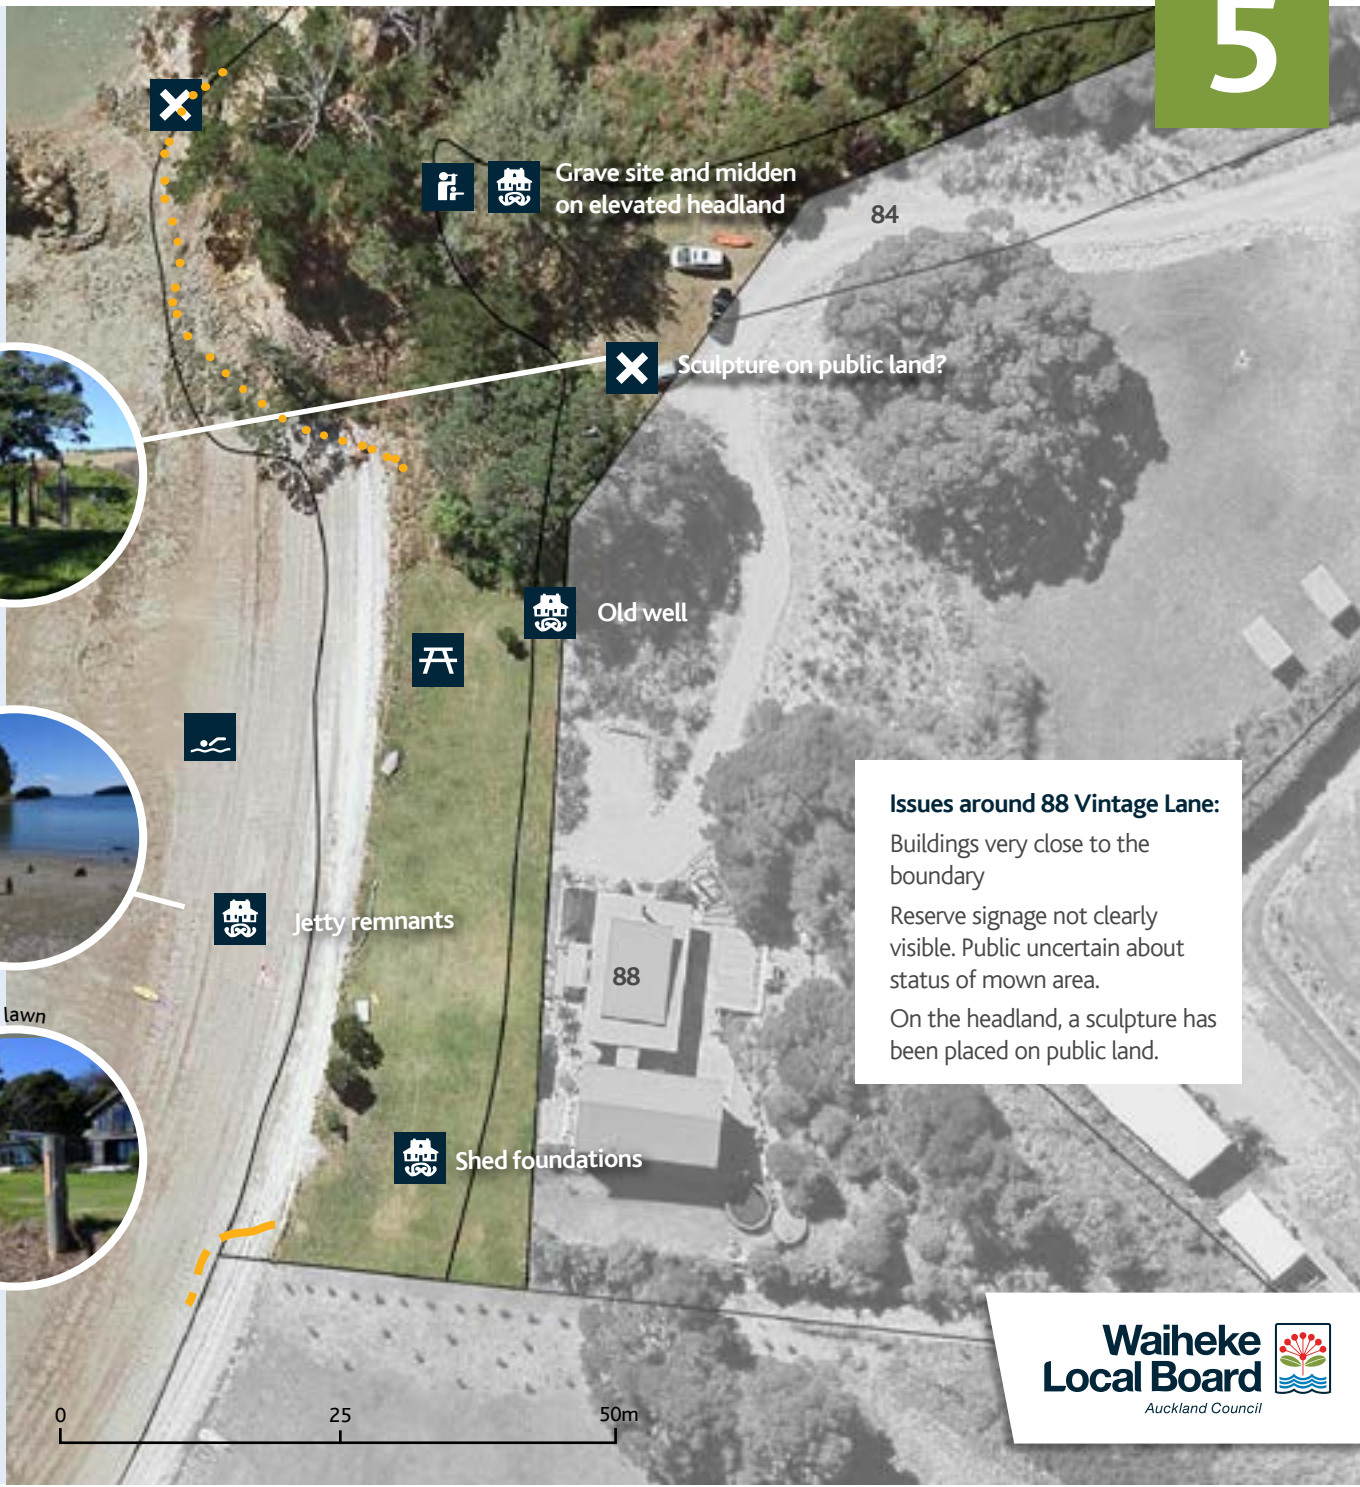 5
Grave site and midden
on elevated headland
84
Sculpture on public land?
Old well
Issues around 88 Vintage Lane:
Buildings very close to the
boundary
Reserve signage not clearly
visible. Public uncertain about
status of mown area.
On the headland, a sculpture has
been placed on public land.
Jetty remnants
88
lawn
Shed foundations
0 25 50m
Waiheke
Local Board
Auckland Council